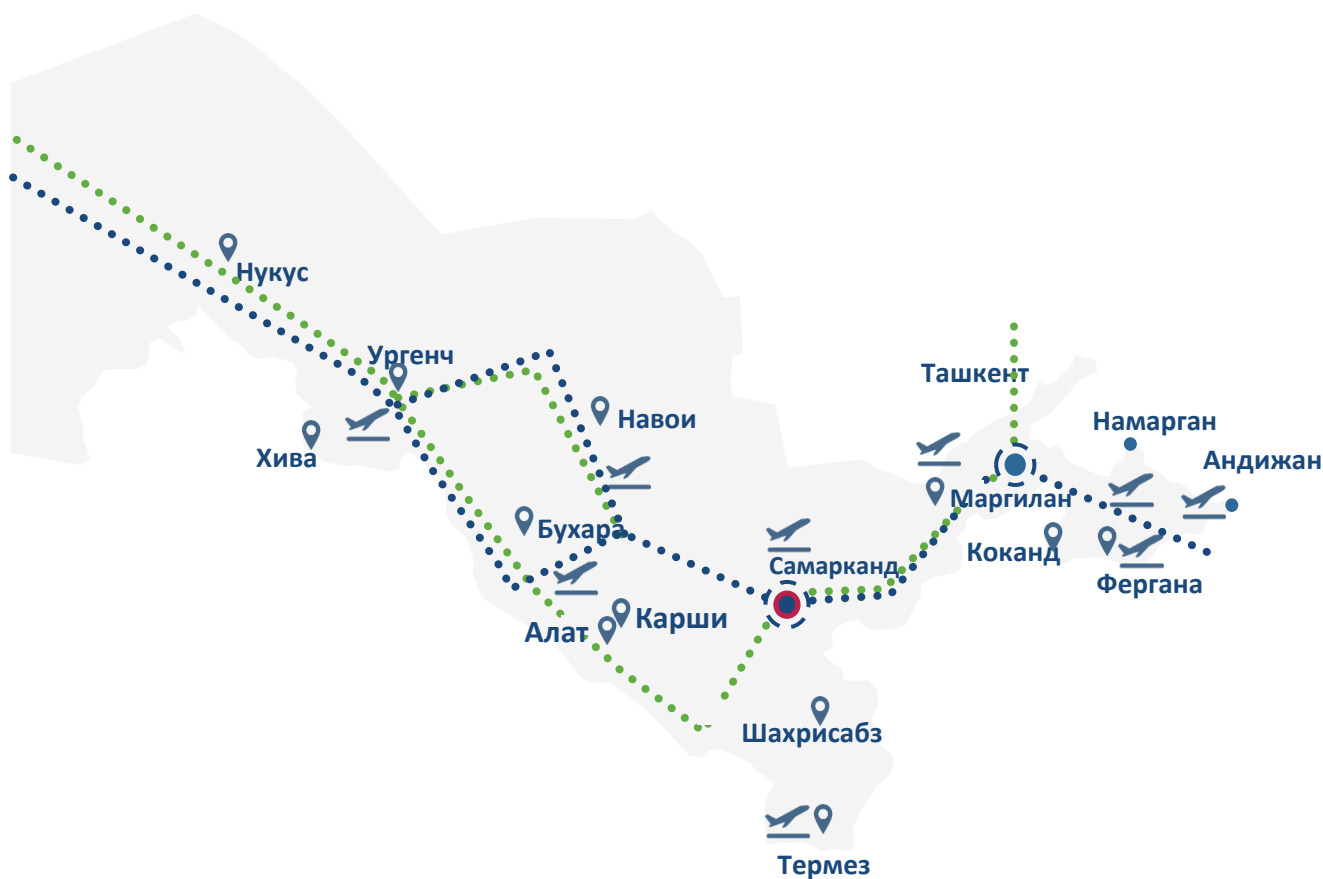 Нукус
Ургенч
Ташкент
Навои
Намарган
Хива
Андижан
Маргилан
Бухара
Коканд
Самарканд
Фергана
Карши
Алат
Шахрисабз
Термез